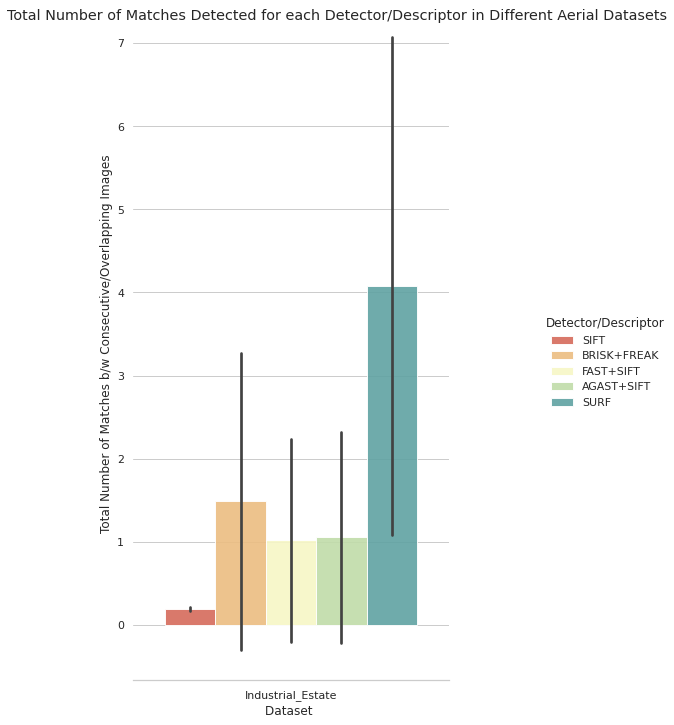 Total Number of Matches Detected for each Detector/Descriptor in Different Aerial Datasets
7
6
5
4
3
2
1
0
Total Number of Matches b/w Consecutive/Overlapping Images
Industrial_Estate
Dataset
Detector/Descriptor
SIFT
BRISK+FREAK
FAST+SIFT
AGAST+SIFT
SURF